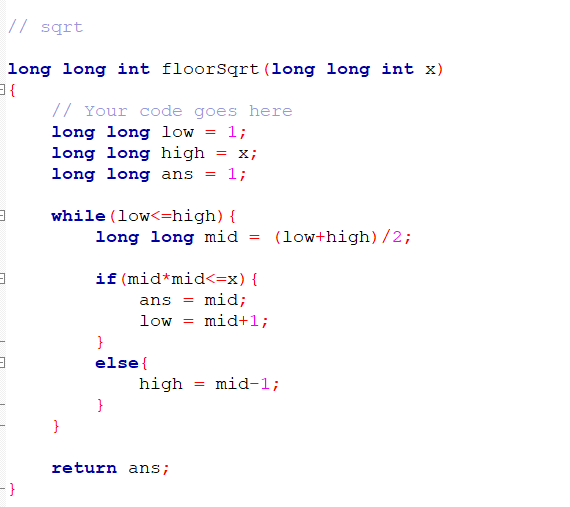 // sqrt
long long int floorSqrt(long long int x)
{
    // Your code goes here
    long long low = 1;
    long long high = x;
    long long ans = 1;
    while(low<=high){
        long long mid = (low+high)/2;
        if(mid*mid<=x){
            ans = mid;
            low = mid+1;
        }
        else{
            high = mid-1;
        }
    }
    return ans;
}